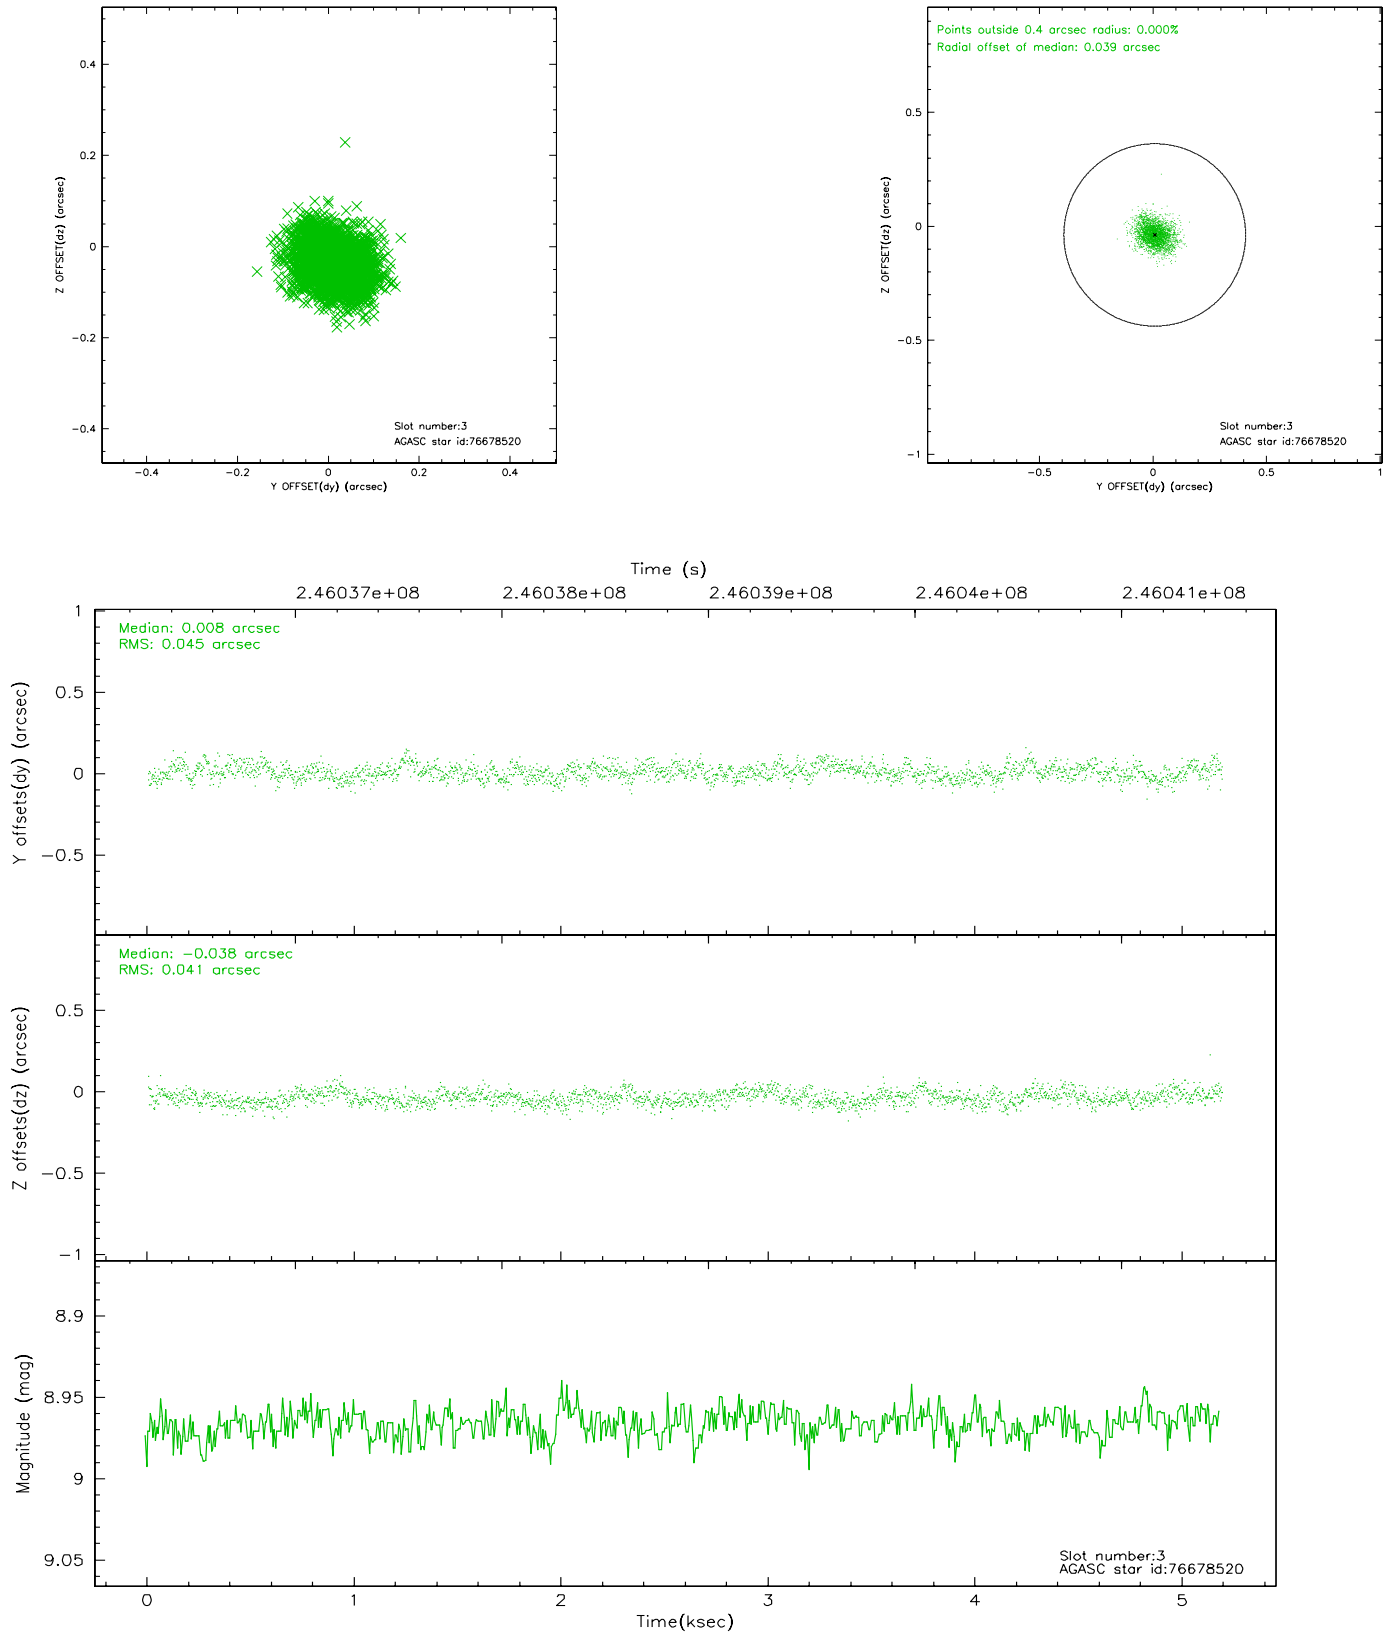 0.4
0.2
0
−0.2
−0.4
Z OFFSET(dz) (arcsec)
Slot number:3
AGASC star id:76678520
−0.4 −0.2 0 0.2 0.4
Y OFFSET(dy) (arcsec)
Points outside 0.4 arcsec radius: 0.000%
Radial offset of median: 0.039 arcsec
0.5
0
−0.5
−1
Z OFFSET(dz) (arcsec)
Slot number:3
AGASC star id:76678520
−0.5 0 0.5 1
Y OFFSET(dy) (arcsec)
Time (s)
2.46037e+08 2.46038e+08 2.46039e+08 2.4604e+08 2.46041e+08
Median: 0.008 arcsec
RMS: 0.045 arcsec
1
0.5
0
−0.5
Y offsets(dy) (arcsec)
Median: −0.038 arcsec
RMS: 0.041 arcsec
0.5
0
−0.5
−1
Z offsets(dz) (arcsec)
8.9
8.95
9
9.05
Magnitude (mag)
Slot number:3
AGASC star id:76678520
0 1 2 3 4 5
Time(ksec)